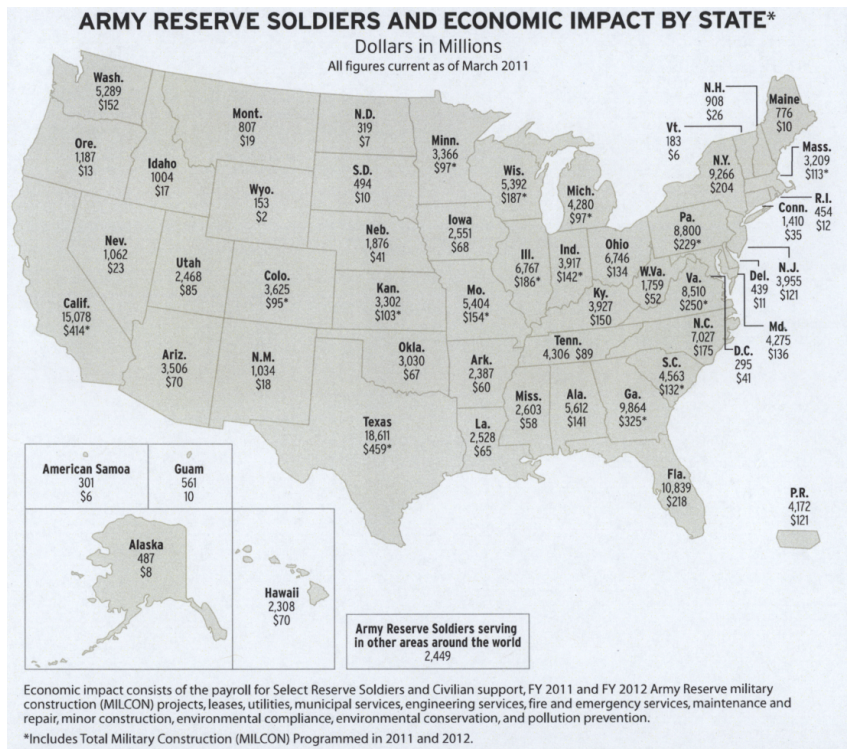 ARMY RESERVE SOLDIERS AND ECONOMIC IMPACT BY STATE*
Dollars in Millions
All figures current as of March 2011
Wash.
5,289
$152
Ore.
1,187
$13
Idaho
1004
$17
Mont.
807
$19
Wyo.
153
$2
N.D.
319
$7
S.D.
494
$10
Neb.
1,876
$41
Minn.
3,366
$97*
Iowa
2,551
$68
Wis.
5,392
$187*
Mich.
4,280
$97*
N.H.
908
$26
Vt.
183
$6
Maine
776
$10
N.Y.
9,266
$204
Mass.
3,209
$113*
R.I.
454
$12
Conn.
1,410
$35
Pa.
8,800
$229*
N.J.
3,955
$121
Del.
439
$11
Md.
4,275
$136
D.C.
295
$41
Calif.
15,078
$414*
Nev.
1,062
$23
Utah
2,468
$85
Colo.
3,625
$95*
Kan.
3,302
$103*
Mo.
5,404
$154*
Ill.
6,767
$186*
Ind.
3,917
$142*
Ohio
6,746
$134
W.Va.
1,759
$52
Va.
8,510
$250*
Ky.
3,927
$150
N.C.
7,027
$175
Tenn.
4,306 $89
S.C.
4,563
$132*
Ariz.
3,506
$70
N.M.
1,034
$18
Okla.
3,030
$67
Ark.
2,387
$60
Texas
18,611
$459*
La.
2,528
$65
Miss.
2,603
$58
Ala.
5,612
$141
Ga.
9,864
$325*
Fla.
10,839
$218
P.R.
4,172
$121
American Samoa
301
$6
Guam
561
10
Alaska
487
$8
Hawaii
2,308
$70
Army Reserve Soldiers serving
in other areas around the world
2,449
Economic impact consists of the payroll for Select Reserve Soldiers and Civilian support, FY 2011 and FY 2012 Army Reserve military
construction (MILCON) projects, leases, utilities, municipal services, engineering services, fire and emergency services, maintenance and
repair, minor construction, environmental compliance, environmental conservation, and pollution prevention.
*Includes Total Military Construction (MILCON) Programmed in 2011 and 2012.